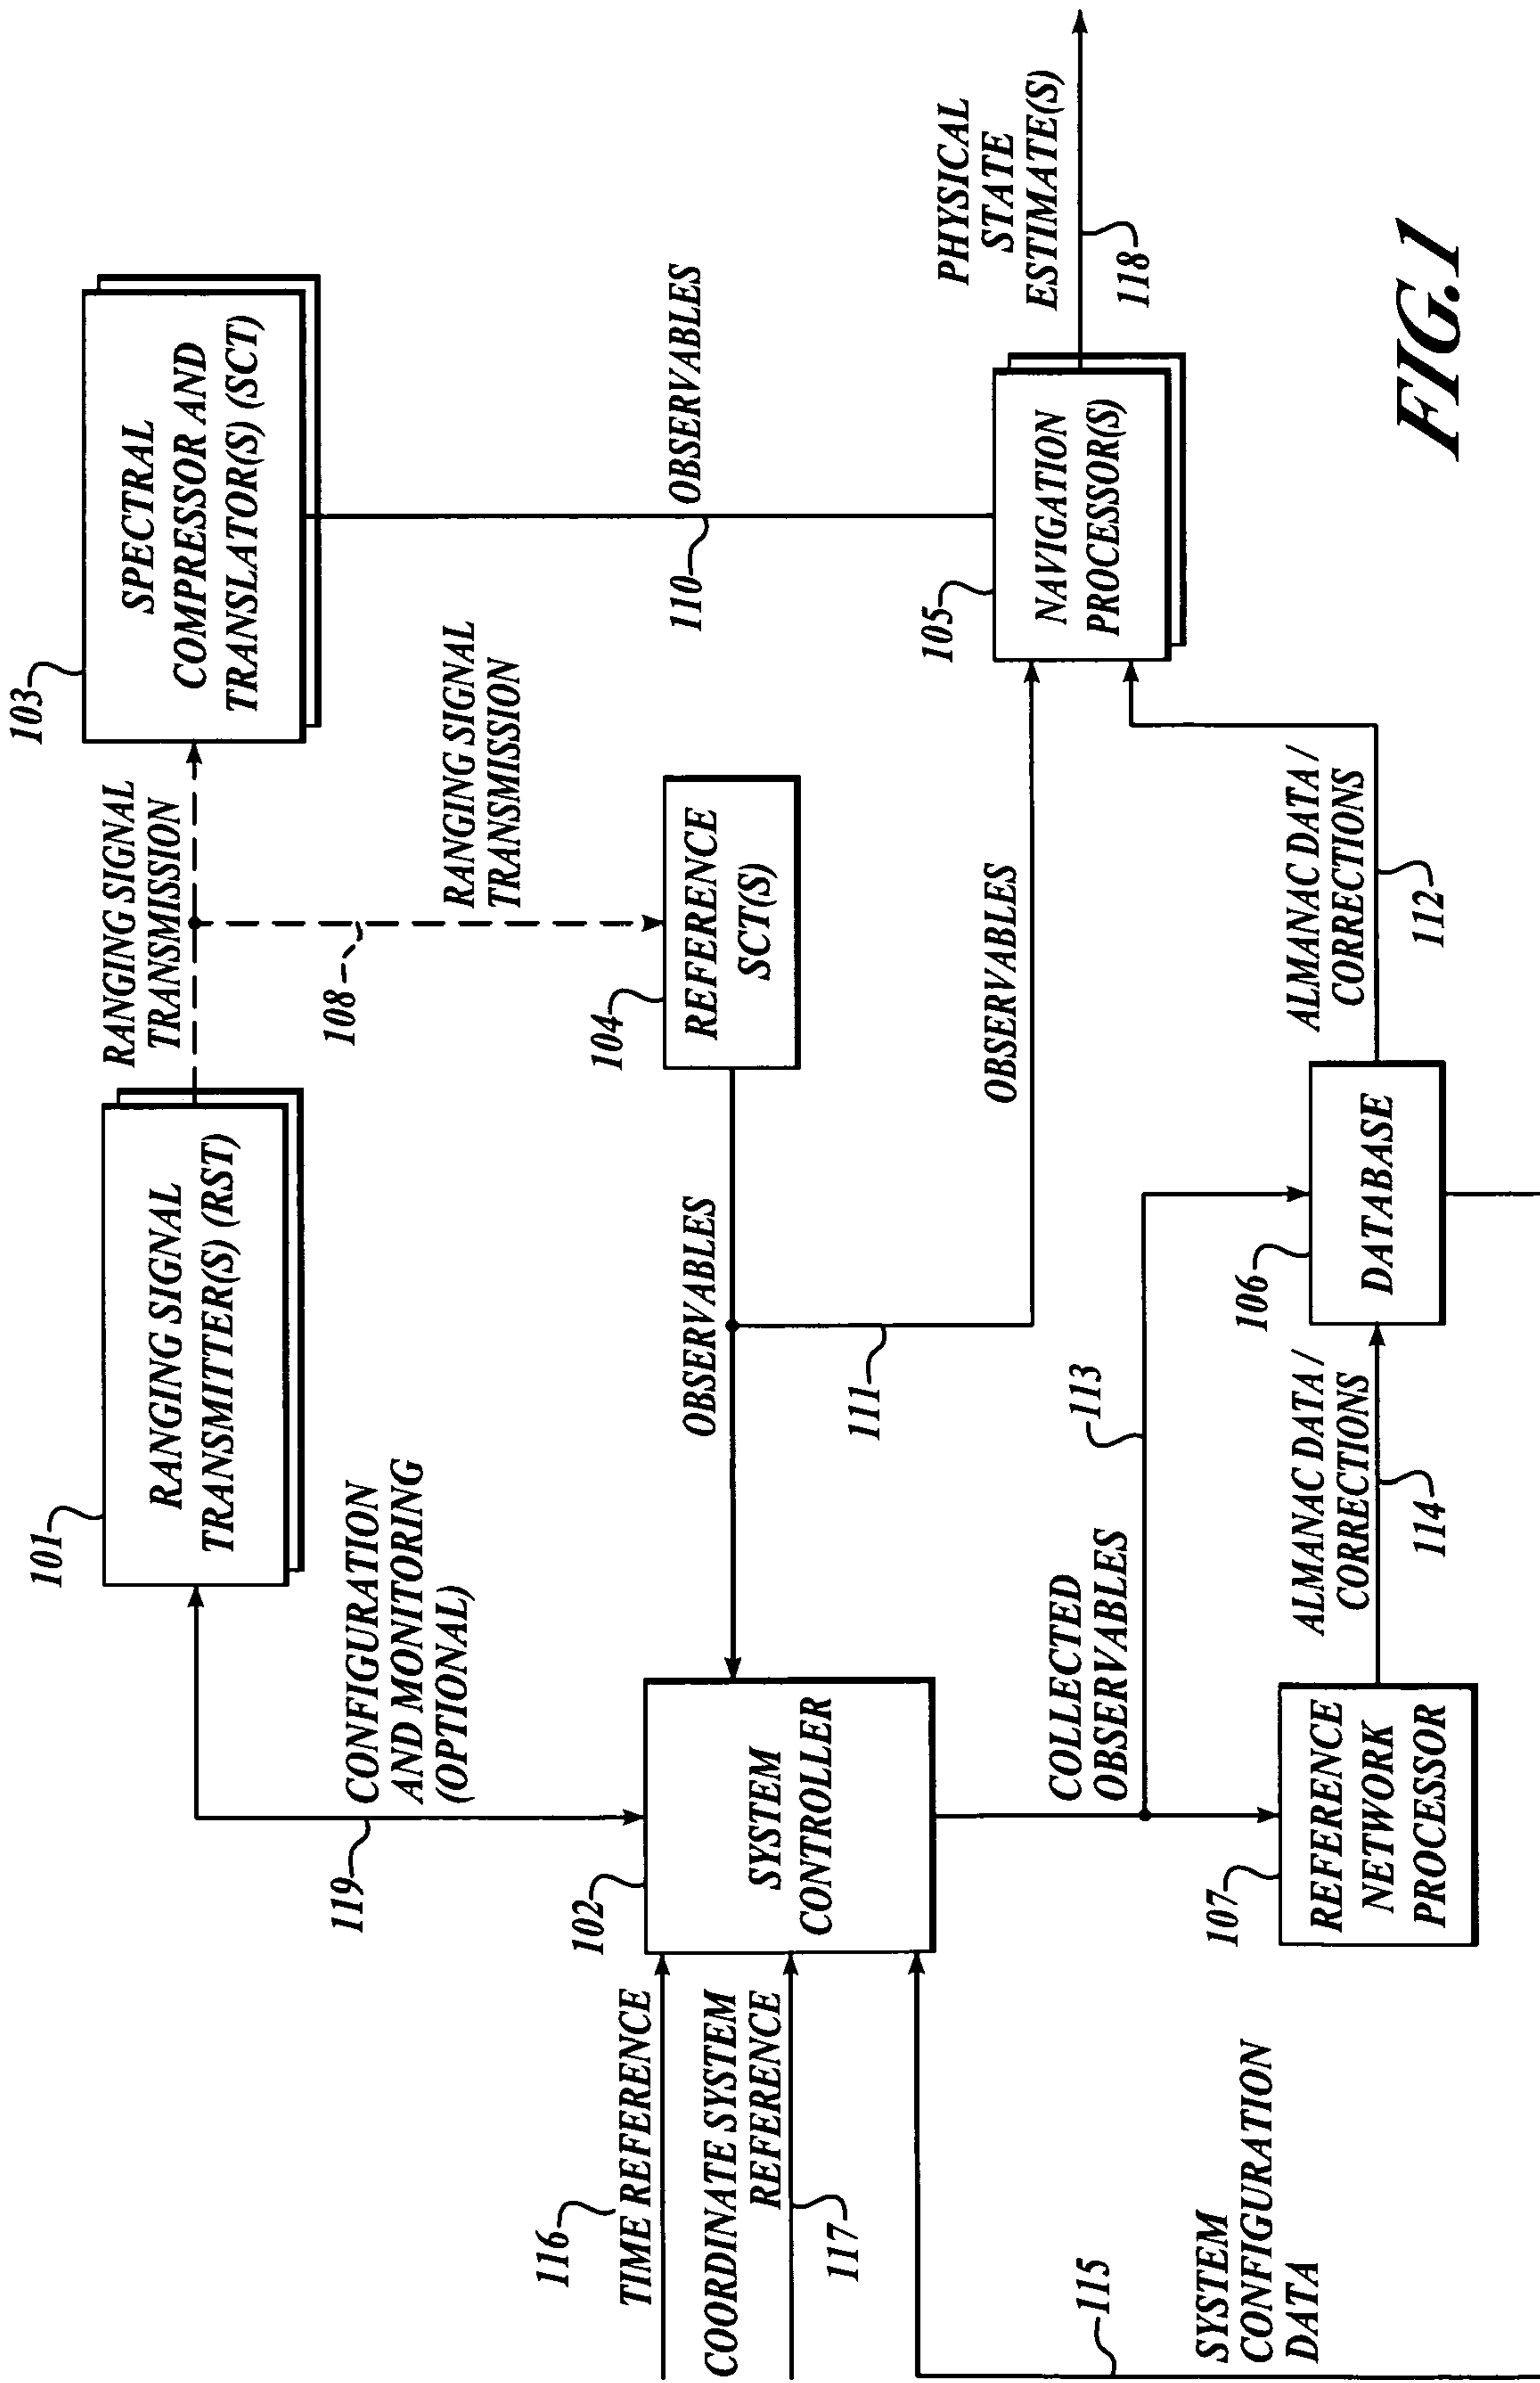 103
SPECTRAL
COMPRESSOR AND
TRANSLATOR(S) (SCT)
RANGING SIGNAL
TRANSMISSION
101
RANGING SIGNAL
TRANSMITTER(S) (RST)
108
RANGING SIGNAL
TRANSMISSION
119
CONFIGURATION
AND MONITORING
(OPTIONAL)
110
OBSERVABLES
104
REFERENCE
SCT(S)
OBSERVABLES
111
OBSERVABLES
116
TIME REFERENCE
COORDINATE SYSTEM
REFERENCE
117
102
SYSTEM
CONTROLLER
105
NAVIGATION
PROCESSOR(S)
PHYSICAL
STATE
ESTIMATE(S)
118
COLLECTED
OBSERVABLES
113
115
SYSTEM
CONFIGURATION
DATA
107
REFERENCE
NETWORK
PROCESSOR
ALMANAC DATA /
CORRECTIONS
114
106
DATABASE
ALMANAC DATA /
CORRECTIONS
112
FIG.1